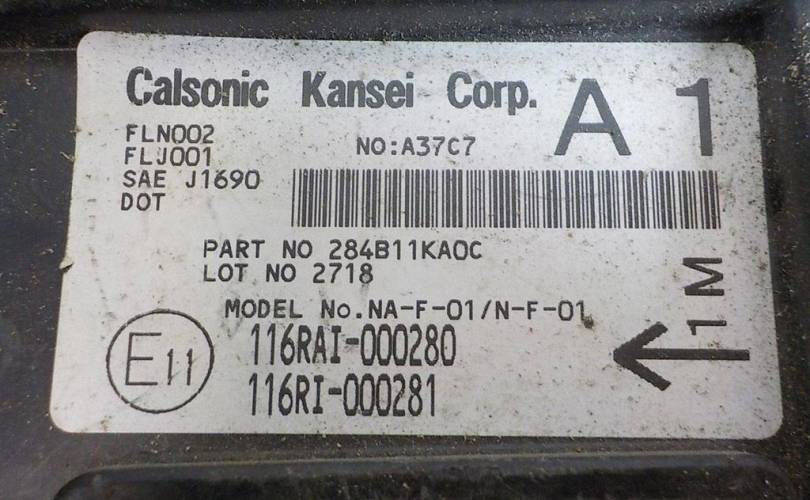 Calsonic Kansei Corp.
A 1
FLN002
FLJ001
NO:A37C7
SAE J1690
DOT
PART NO 284B11KA0C
LOT NO 2718
1M
MODEL No.NA-F-01/N-F-01
E11
116RAI-000280
116RI-000281